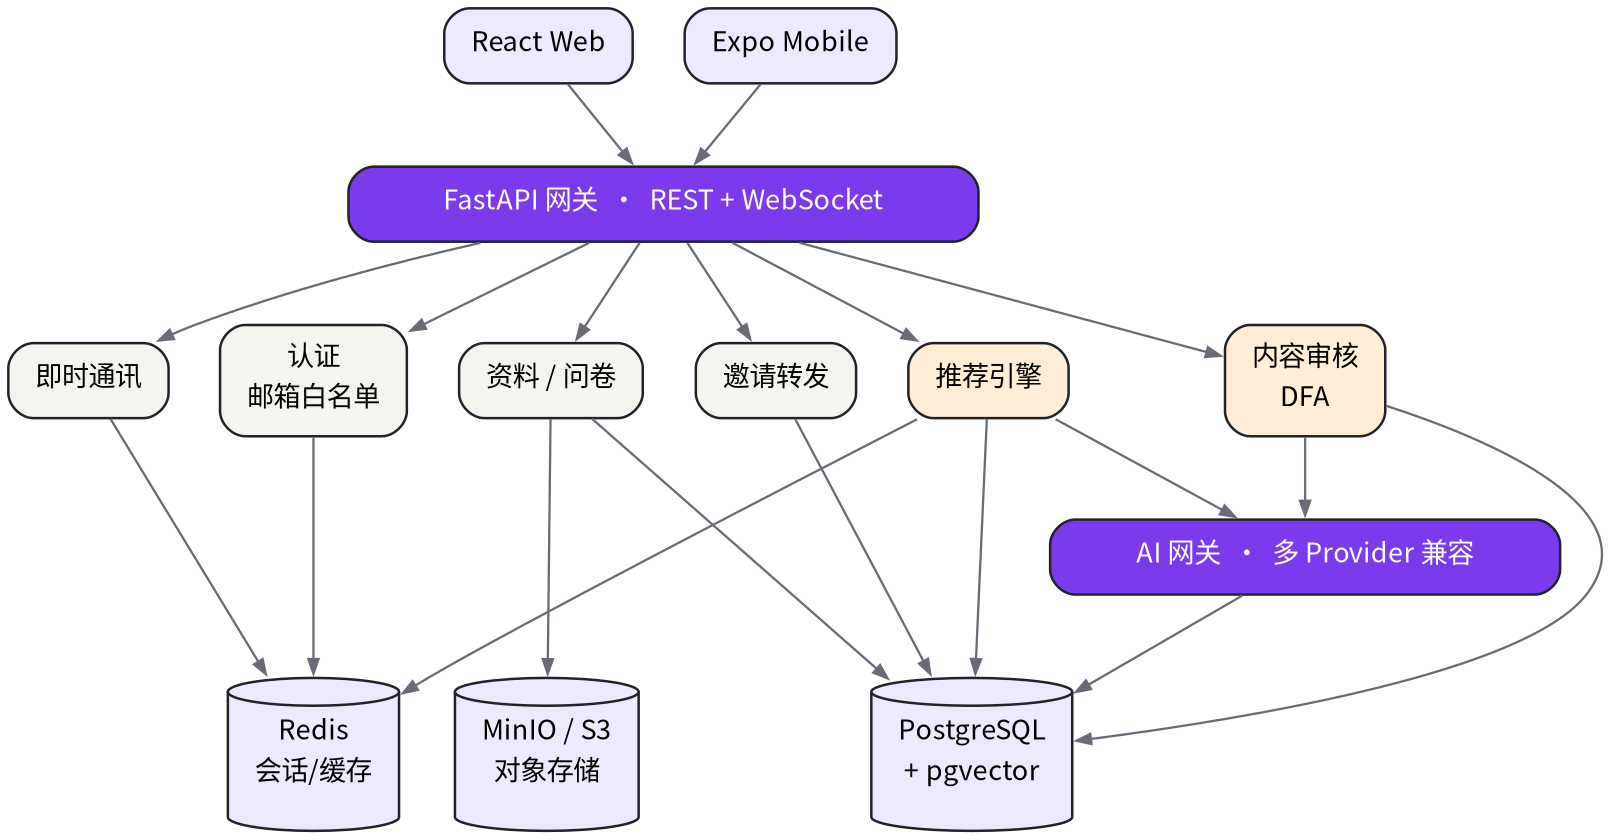 React Web
Expo Mobile
FastAPI 网关 · REST + WebSocket
即时通讯
认证
邮箱白名单
资料 / 问卷
邀请转发
推荐引擎
内容审核
DFA
AI 网关 · 多 Provider 兼容
Redis
会话/缓存
MinIO / S3
对象存储
PostgreSQL
+ pgvector